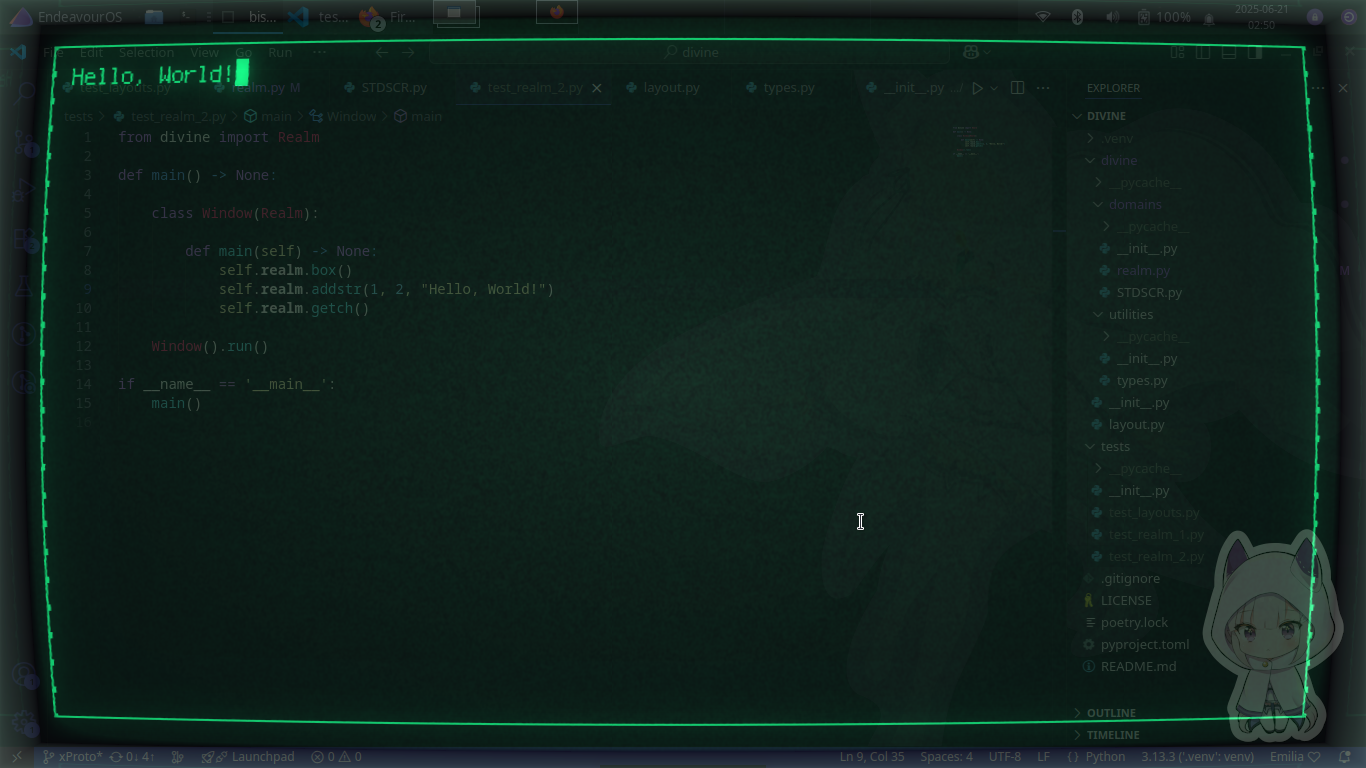 EndeavourOS bis... tes... Fir... 2 100% 2025-06-21
02:50
File Edit Selection View Go Run ··· divine
Hello, World!
test_layouts.py realm.py M STDSCR.py test_realm_2.py layout.py types.py __init__.py .../ ··· EXPLORER ···
tests > test_realm_2.py > main > Window > main
DIVINE
1 from divine import Realm
2
3 def main() -> None:
4
5 class Window(Realm):
6
7 def main(self) -> None:
8 self.realm.box()
9 self.realm.addstr(1, 2, "Hello, World!")
10 self.realm.getch()
11
12 Window().run()
13
14 if __name__ == '__main__':
15 main()
16
.venv
divine
__pycache__
domains
__pycache__
__init__.py
realm.py M
STDSCR.py
utilities
__pycache__
__init__.py
types.py
__init__.py
layout.py
tests
__pycache__
__init__.py
test_layouts.py
test_realm_1.py
test_realm_2.py
.gitignore
LICENSE
poetry.lock
pyproject.toml
README.md
OUTLINE
TIMELINE
xProto* 0↓ 4↑ Launchpad 0 0 Ln 9, Col 35 Spaces: 4 UTF-8 LF { } Python 3.13.3 ('.venv': venv) Emilia ♡